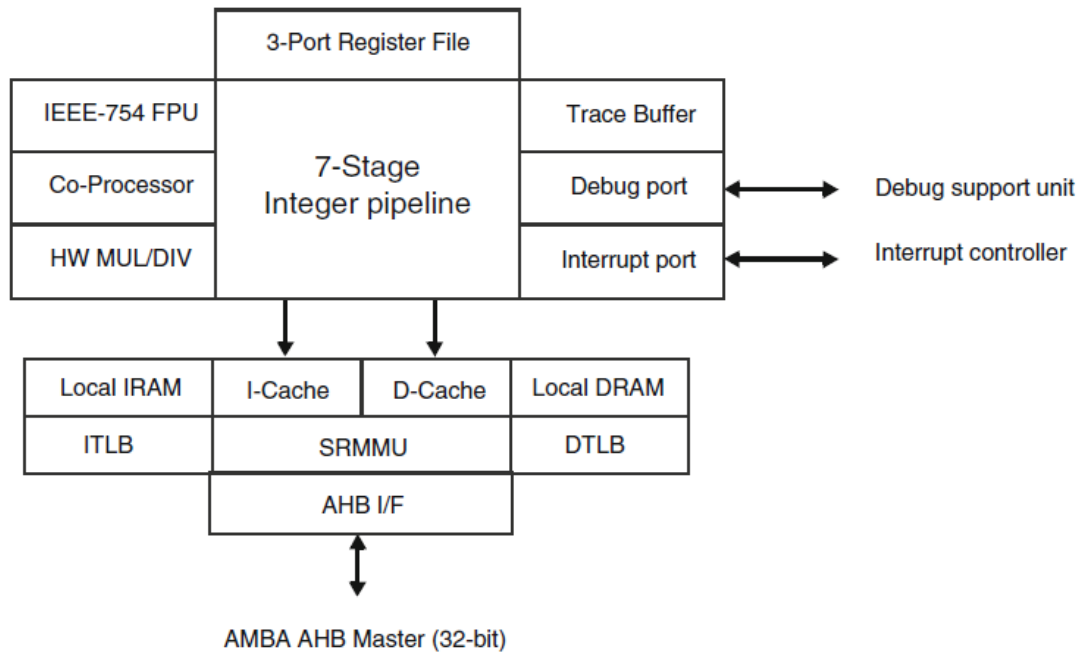 3-Port Register File
IEEE-754 FPU
Trace Buffer
7-Stage
Integer pipeline
Co-Processor
Debug port
Debug support unit
HW MUL/DIV
Interrupt port
Interrupt controller
Local IRAM
I-Cache
D-Cache
Local DRAM
ITLB
SRMMU
DTLB
AHB I/F
AMBA AHB Master (32-bit)